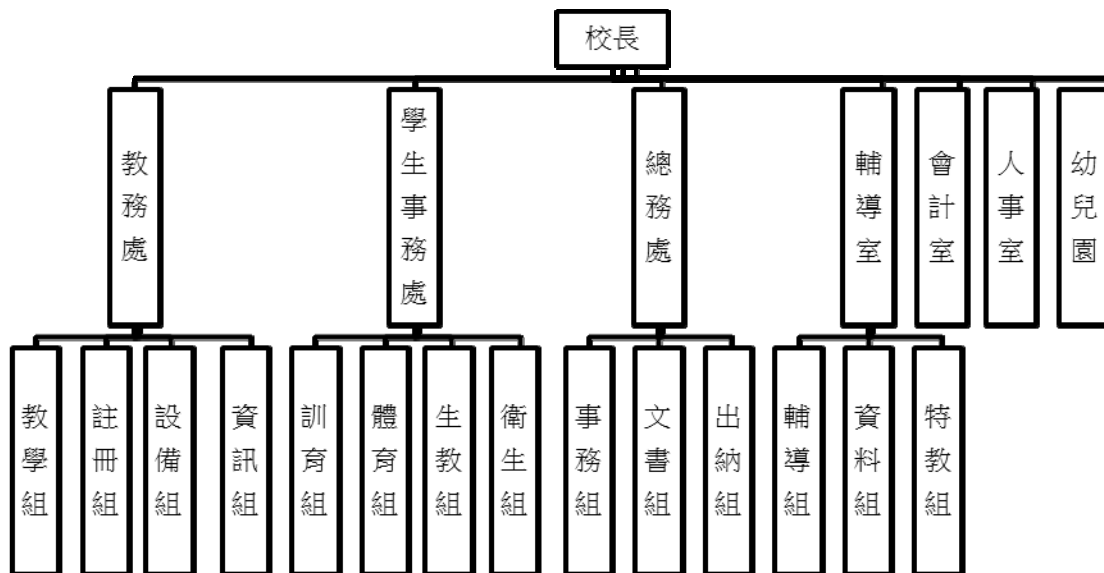 校長
教務處
學生事務處
總務處
輔導室
會計室
人事室
幼兒園
教學組
註冊組
設備組
資訊組
訓育組
體育組
生教組
衛生組
事務組
文書組
出納組
輔導組
資料組
特教組